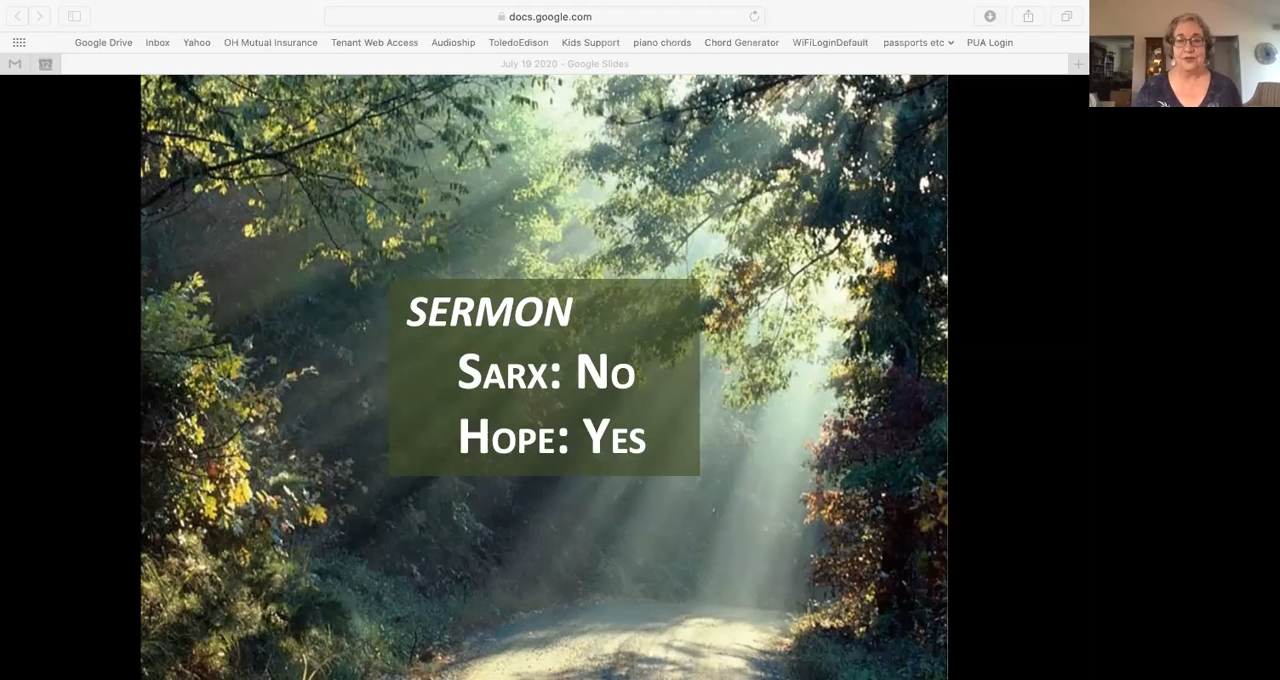 docs.google.com
Google Drive Inbox Yahoo OH Mutual Insurance Tenant Web Access Audioship ToledoEdison Kids Support piano chords Chord Generator WiFiLoginDefault passports etc PUA Login
July 19 2020 - Google Slides
SERMON
SARX: NO
HOPE: YES